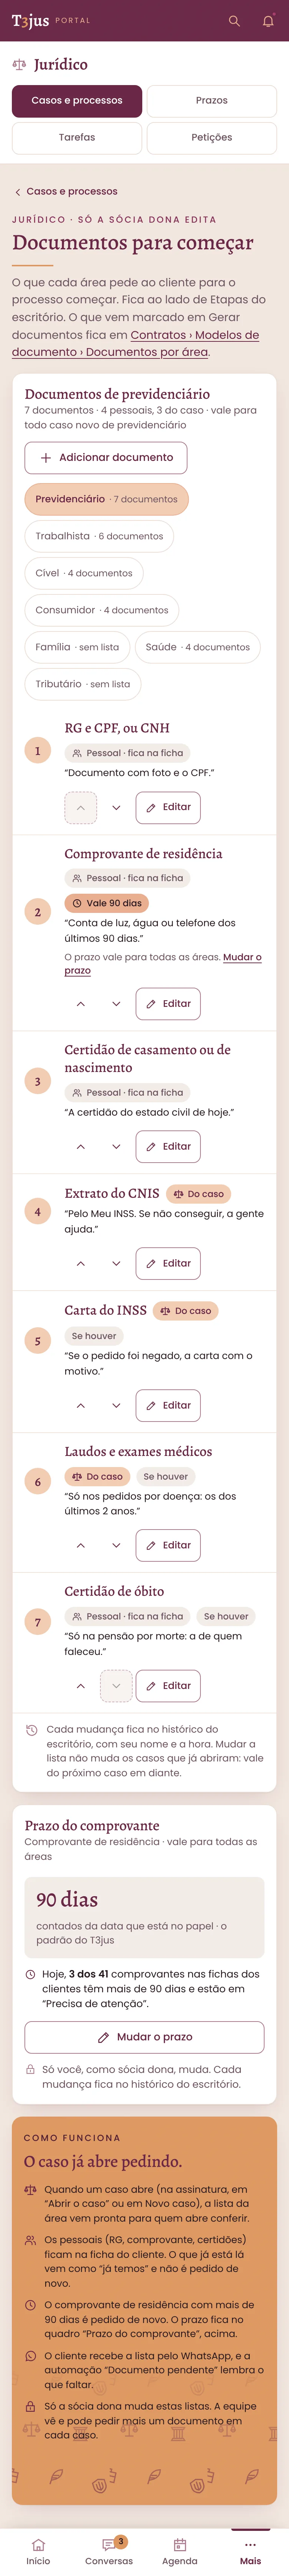 T3jus PORTAL
Jurídico
Casos e processos
Prazos
Tarefas
Petições
Casos e processos
JURÍDICO · SÓ A SÓCIA DONA EDITA
Documentos para começar
O que cada área pede ao cliente para o
processo começar. Fica ao lado de Etapas do
escritório. O que vem marcado em Gerar
documentos fica em Contratos › Modelos de
documento › Documentos por área.
Documentos de previdenciário
7 documentos · 4 pessoais, 3 do caso · vale para
todo caso novo de previdenciário
Adicionar documento
Previdenciário · 7 documentos
Trabalhista · 6 documentos
Cível · 4 documentos
Consumidor · 4 documentos
Família · sem lista
Saúde · 4 documentos
Tributário · sem lista
1
RG e CPF, ou CNH
Pessoal · fica na ficha
“Documento com foto e o CPF.”
Editar
2
Comprovante de residência
Pessoal · fica na ficha
Vale 90 dias
“Conta de luz, água ou telefone dos
últimos 90 dias.”
O prazo vale para todas as áreas. Mudar o
prazo
Editar
3
Certidão de casamento ou de
nascimento
Pessoal · fica na ficha
“A certidão do estado civil de hoje.”
Editar
4
Extrato do CNIS Do caso
“Pelo Meu INSS. Se não conseguir, a gente
ajuda.”
Editar
5
Carta do INSS Do caso
Se houver
“Se o pedido foi negado, a carta com o
motivo.”
Editar
6
Laudos e exames médicos
Do caso Se houver
“Só nos pedidos por doença: os dos
últimos 2 anos.”
Editar
7
Certidão de óbito
Pessoal · fica na ficha Se houver
“Só na pensão por morte: a de quem
faleceu.”
Editar
Cada mudança fica no histórico do
escritório, com seu nome e a hora. Mudar a
lista não muda os casos que já abriram: vale
do próximo caso em diante.
Prazo do comprovante
Comprovante de residência · vale para todas as
áreas
90 dias
contados da data que está no papel · o
padrão do T3jus
Hoje, 3 dos 41 comprovantes nas fichas dos
clientes têm mais de 90 dias e estão em
“Precisa de atenção”.
Mudar o prazo
Só você, como sócia dona, muda. Cada
mudança fica no histórico do escritório.
COMO FUNCIONA
O caso já abre pedindo.
Quando um caso abre (na assinatura, em
“Abrir o caso” ou em Novo caso), a lista da
área vem pronta para quem abre conferir.
Os pessoais (RG, comprovante, certidões)
ficam na ficha do cliente. O que já está lá
vem como “já temos” e não é pedido de
novo.
O comprovante de residência com mais de
90 dias é pedido de novo. O prazo fica no
quadro “Prazo do comprovante”, acima.
O cliente recebe a lista pelo WhatsApp, e a
automação “Documento pendente” lembra o
que faltar.
Só a sócia dona muda estas listas. A equipe
vê e pode pedir mais um documento em
cada caso.
Início
3
Conversas
Agenda
Mais